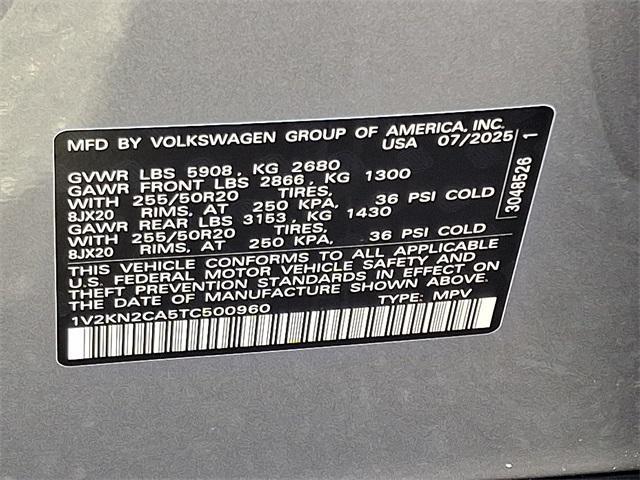 MFD BY VOLKSWAGEN GROUP OF AMERICA, INC.
USA 07/2025
GVWR LBS 5908, KG 2680
GAWR FRONT LBS 2866, KG 1300
WITH 255/50R20 TIRES,
8JX20 RIMS, AT 250 KPA, 36 PSI COLD
GAWR REAR LBS 3153, KG 1430
WITH 255/50R20 TIRES,
8JX20 RIMS, AT 250 KPA, 36 PSI COLD
THIS VEHICLE CONFORMS TO ALL APPLICABLE
U.S. FEDERAL MOTOR VEHICLE SAFETY AND
THEFT PREVENTION STANDARDS IN EFFECT ON
THE DATE OF MANUFACTURE SHOWN ABOVE.
1V2KN2CA5TC500960 TYPE: MPV
3048526 1